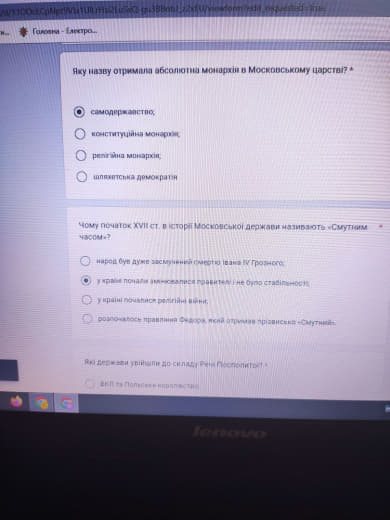 Головна - Електро...
Яку назву отримала абсолютна монархія в Московському царстві? *
самодержавство;
конституційна монархія;
релігійна монархія;
шляхетська демократія
Чому початок XVII ст. в історії Московської держави називають «Смутним *
часом»?
народ був дуже засмучений смертю Івана IV Грозного;
у країні почали змінюватися правителі і не було стабільності;
у країні почалися релігійні війни;
розпочалось правління Федора, який отримав прізвисько «Смутний».
Які держави увійшли до складу Речі Посполитої? *
ВКЛ та Польське королівство;
lenovo